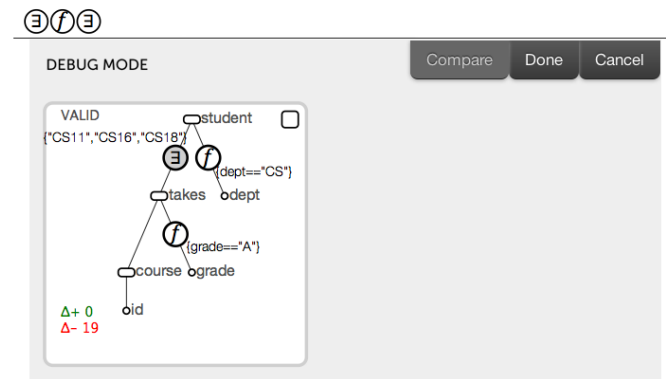 ∃ƒ∃
DEBUG MODE
Compare Done Cancel
VALID
student
{"CS11","CS16","CS18"}
∃ ƒ
{dept=="CS"}
takes dept
ƒ
{grade=="A"}
course grade
id
Δ+ 0
Δ- 19